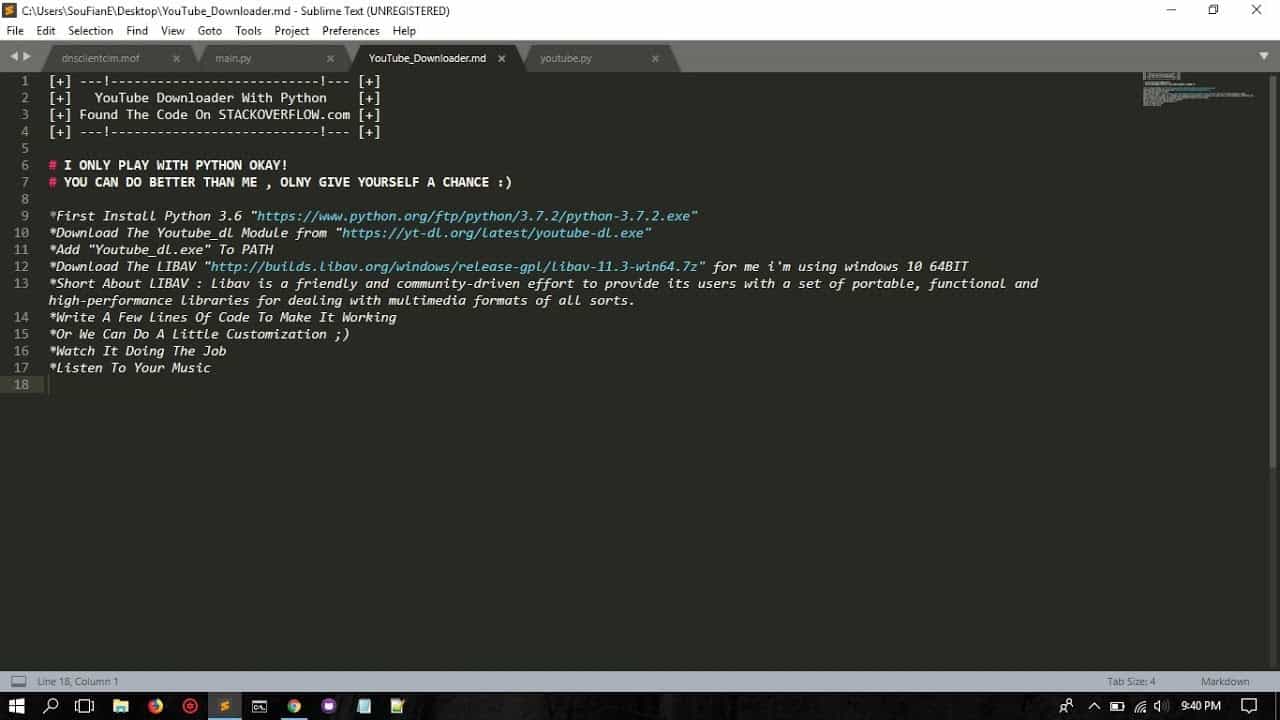 C:\Users\SouFianE\Desktop\YouTube_Downloader.md - Sublime Text (UNREGISTERED)
File Edit Selection Find View Goto Tools Project Preferences Help
dnsclientcim.mof main.py YouTube_Downloader.md youtube.py
1 [+] ---!---------------------------!--- [+]
2 [+] YouTube Downloader With Python [+]
3 [+] Found The Code On STACKOVERFLOW.com [+]
4 [+] ---!---------------------------!--- [+]
5
6 # I ONLY PLAY WITH PYTHON OKAY!
7 # YOU CAN DO BETTER THAN ME , OLNY GIVE YOURSELF A CHANCE :)
8
9 *First Install Python 3.6 "https://www.python.org/ftp/python/3.7.2/python-3.7.2.exe"
10 *Download The Youtube_dl Module from "https://yt-dl.org/latest/youtube-dl.exe"
11 *Add "Youtube_dl.exe" To PATH
12 *Download The LIBAV "http://builds.libav.org/windows/release-gpl/libav-11.3-win64.7z" for me i'm using windows 10 64BIT
13 *Short About LIBAV : Libav is a friendly and community-driven effort to provide its users with a set of portable, functional and
high-performance libraries for dealing with multimedia formats of all sorts.
14 *Write A Few Lines Of Code To Make It Working
15 *Or We Can Do A Little Customization ;)
16 *Watch It Doing The Job
17 *Listen To Your Music
18
Line 18, Column 1 Tab Size: 4 Markdown
9:40 PM